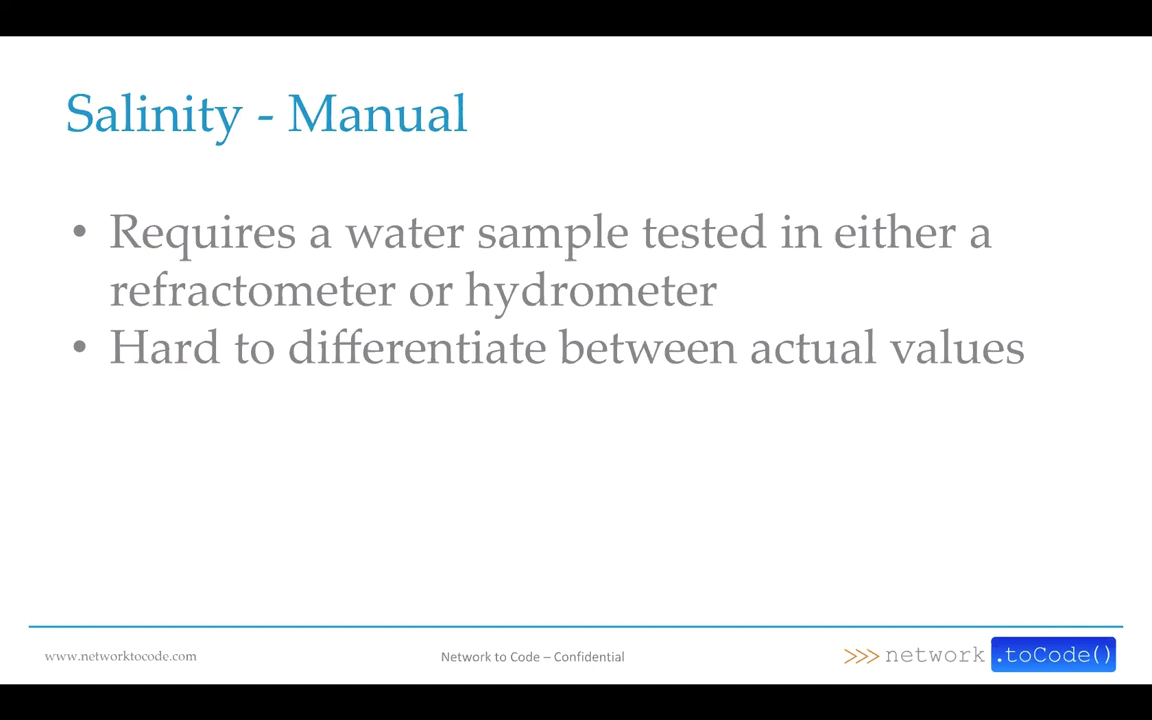 Salinity - Manual
• Requires a water sample tested in either a
refractometer or hydrometer
• Hard to differentiate between actual values
www.networktocode.com
Network to Code – Confidential
>>> network .toCode()